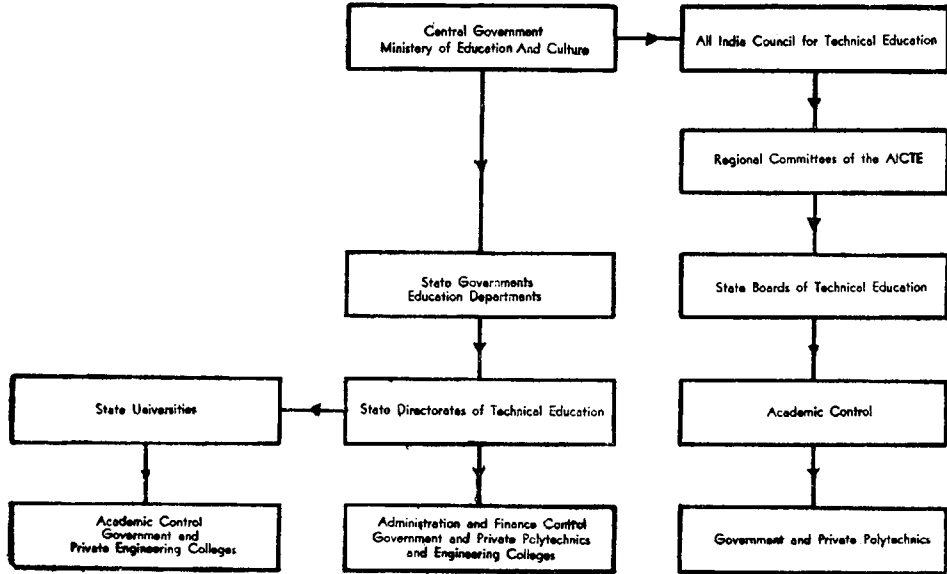 Central Government
Ministry of Education And Culture
All India Council for Technical Education
Regional Committees of the AICTE
State Governments
Education Departments
State Boards of Technical Education
State Universities
State Directorates of Technical Education
Academic Control
Academic Control
Government and
Private Engineering Colleges
Administration and Finance Control
Government and Private Polytechnics
and Engineering Colleges
Government and Private Polytechnics